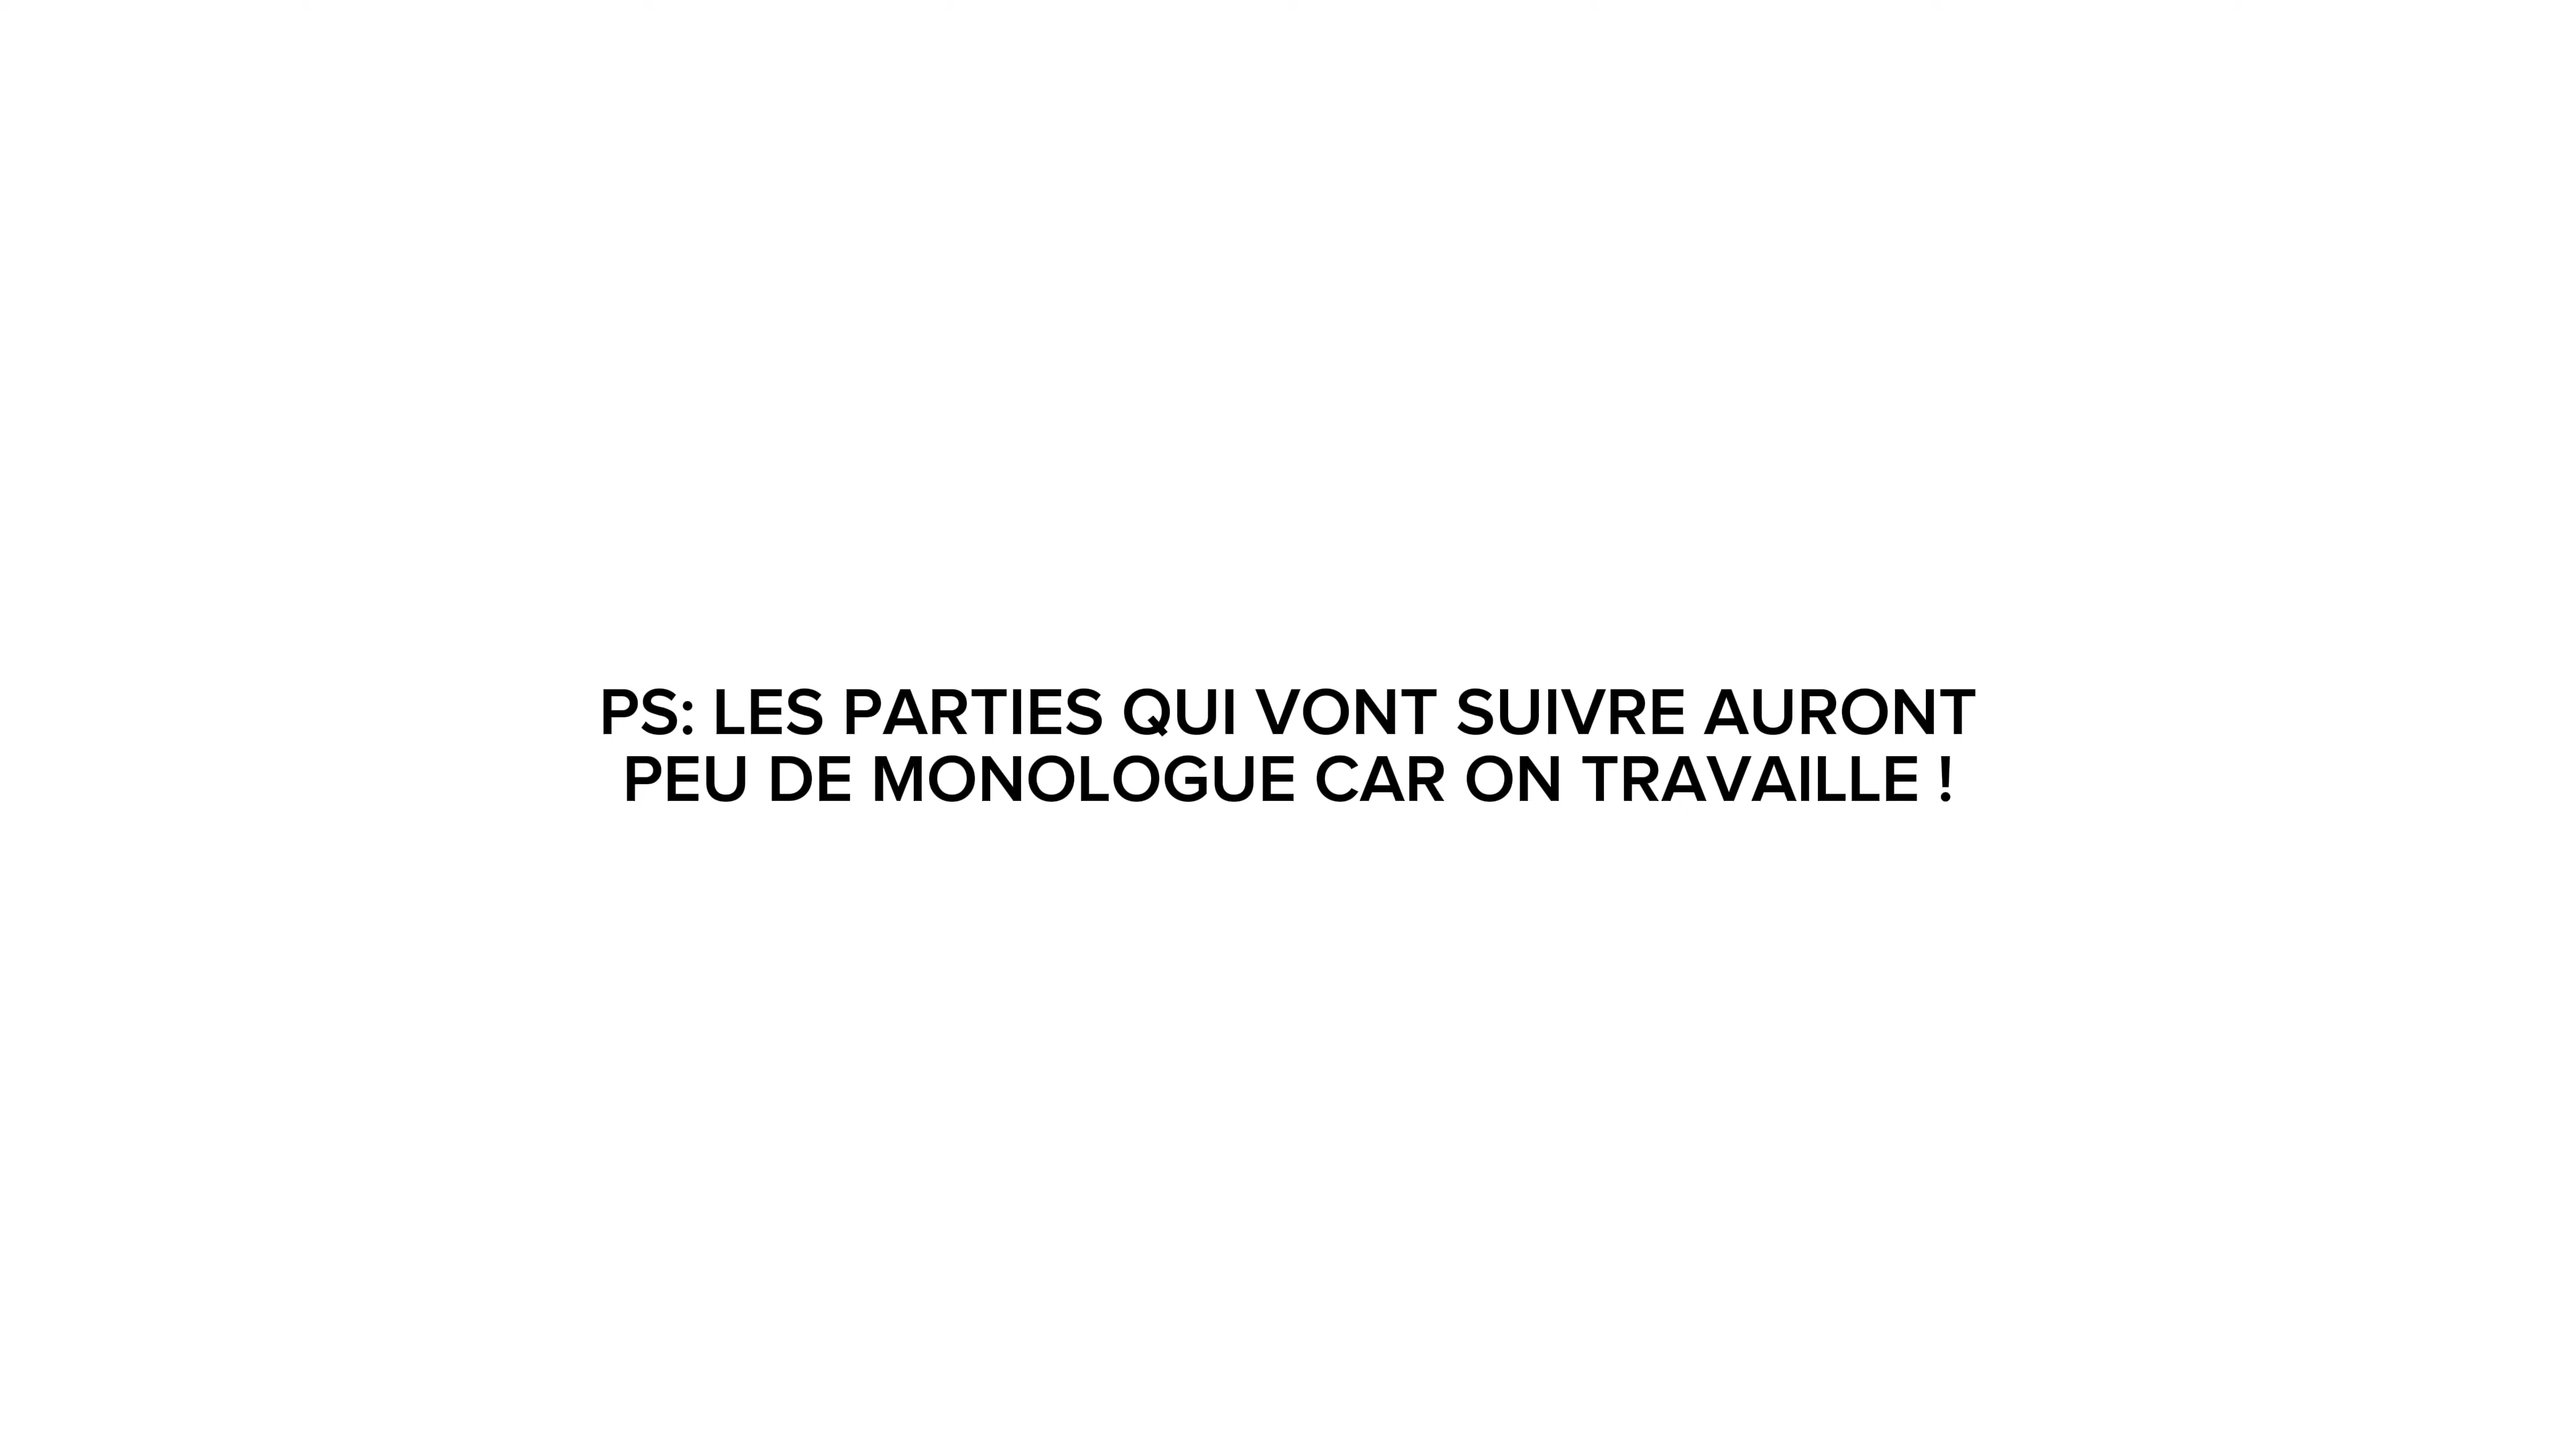 PS: LES PARTIES QUI VONT SUIVRE AURONT
PEU DE MONOLOGUE CAR ON TRAVAILLE !